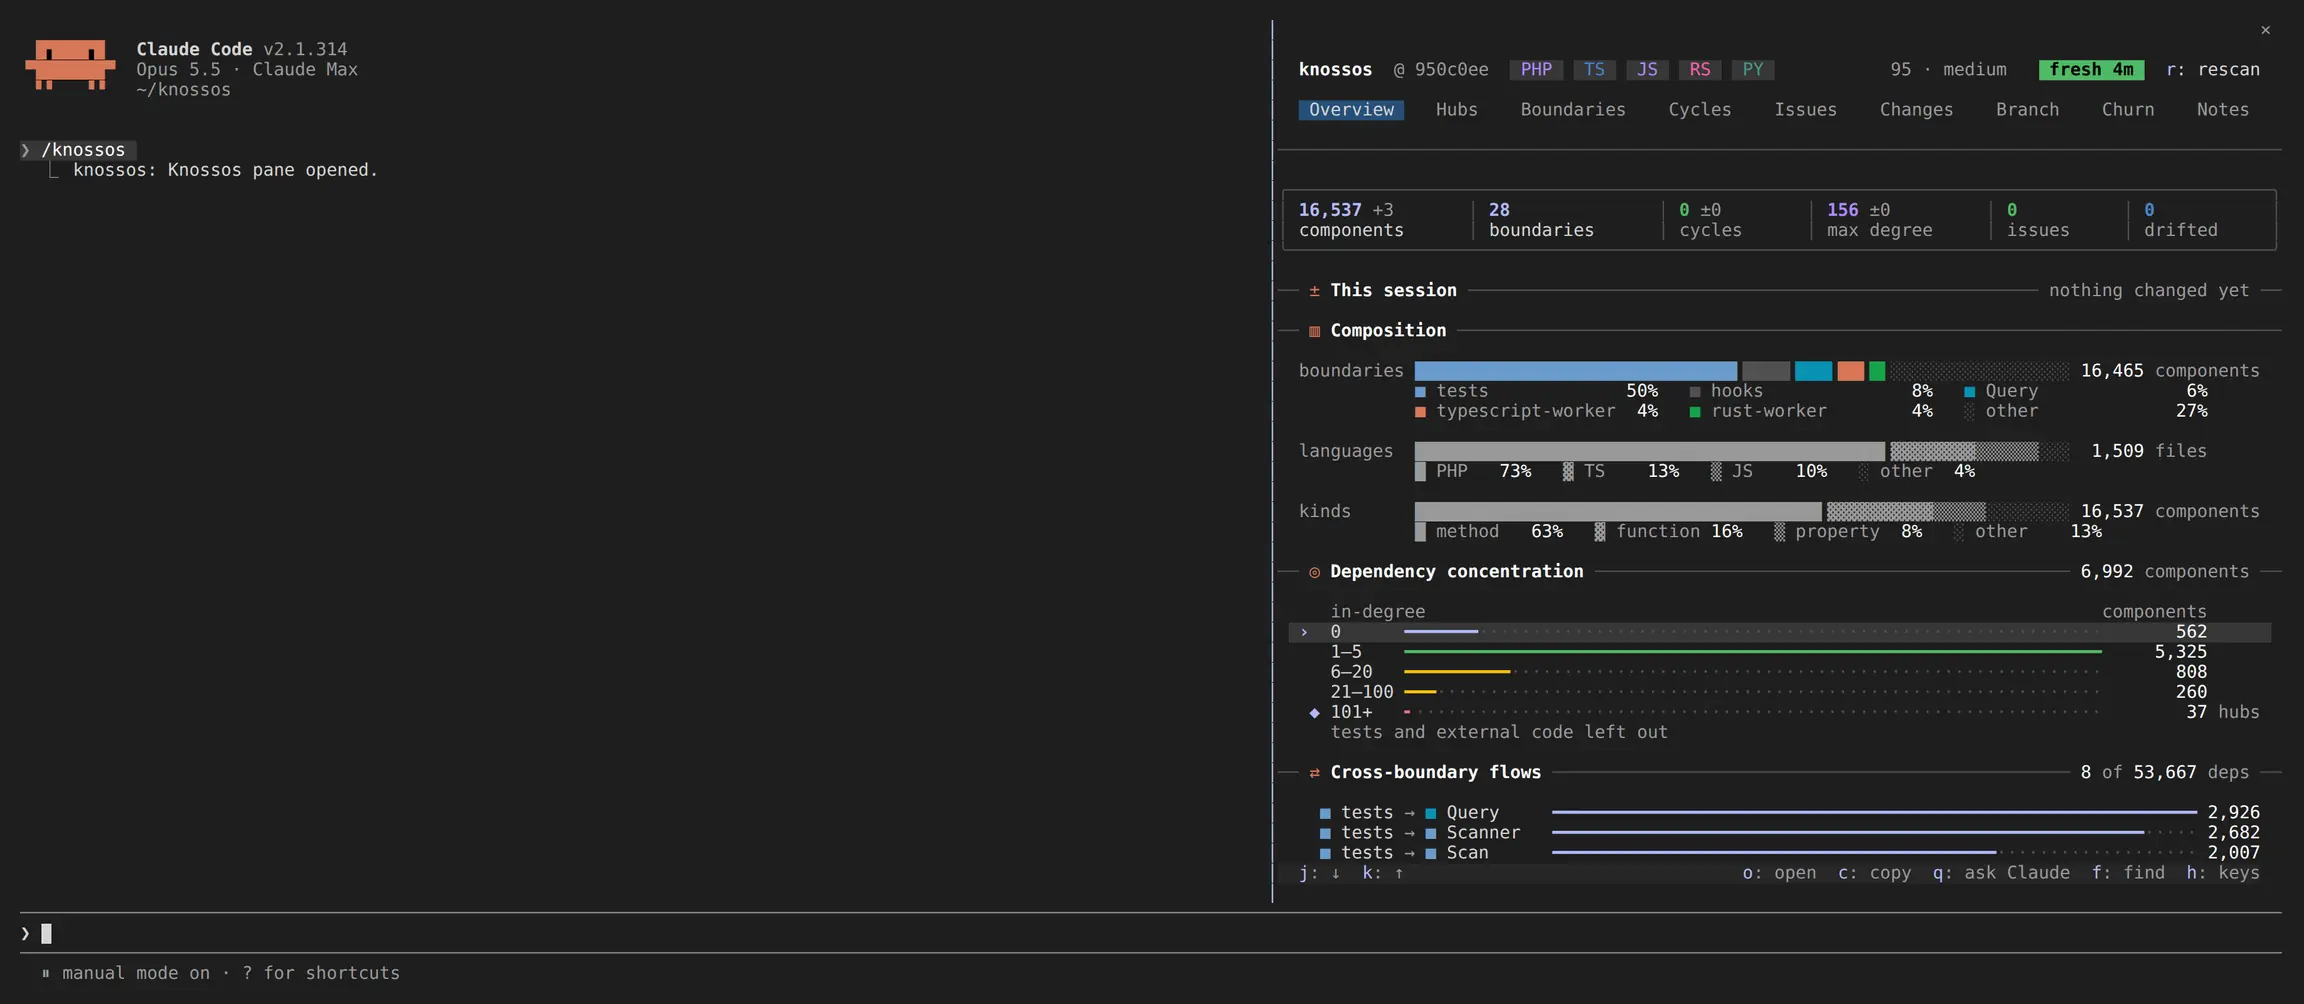 Claude Code v2.1.314
Opus 5.5 · Claude Max
~/knossos
❯ /knossos
knossos: Knossos pane opened.
×
knossos @ 950c0ee PHP TS JS RS PY 95 · medium fresh 4m r: rescan
Overview Hubs Boundaries Cycles Issues Changes Branch Churn Notes
16,537 +3 28 0 ±0 156 ±0 0 0
components boundaries cycles max degree issues drifted
± This session nothing changed yet
▥ Composition
boundaries 16,465 components
tests 50% hooks 8% Query 6%
typescript-worker 4% rust-worker 4% other 27%
languages 1,509 files
PHP 73% TS 13% JS 10% other 4%
kinds 16,537 components
method 63% function 16% property 8% other 13%
◎ Dependency concentration 6,992 components
in-degree components
› 0 562
1–5 5,325
6–20 808
21–100 260
◆ 101+ 37 hubs
tests and external code left out
⇄ Cross-boundary flows 8 of 53,667 deps
tests → Query 2,926
tests → Scanner 2,682
tests → Scan 2,007
j: ↓ k: ↑ o: open c: copy q: ask Claude f: find h: keys
❯
⏸ manual mode on · ? for shortcuts